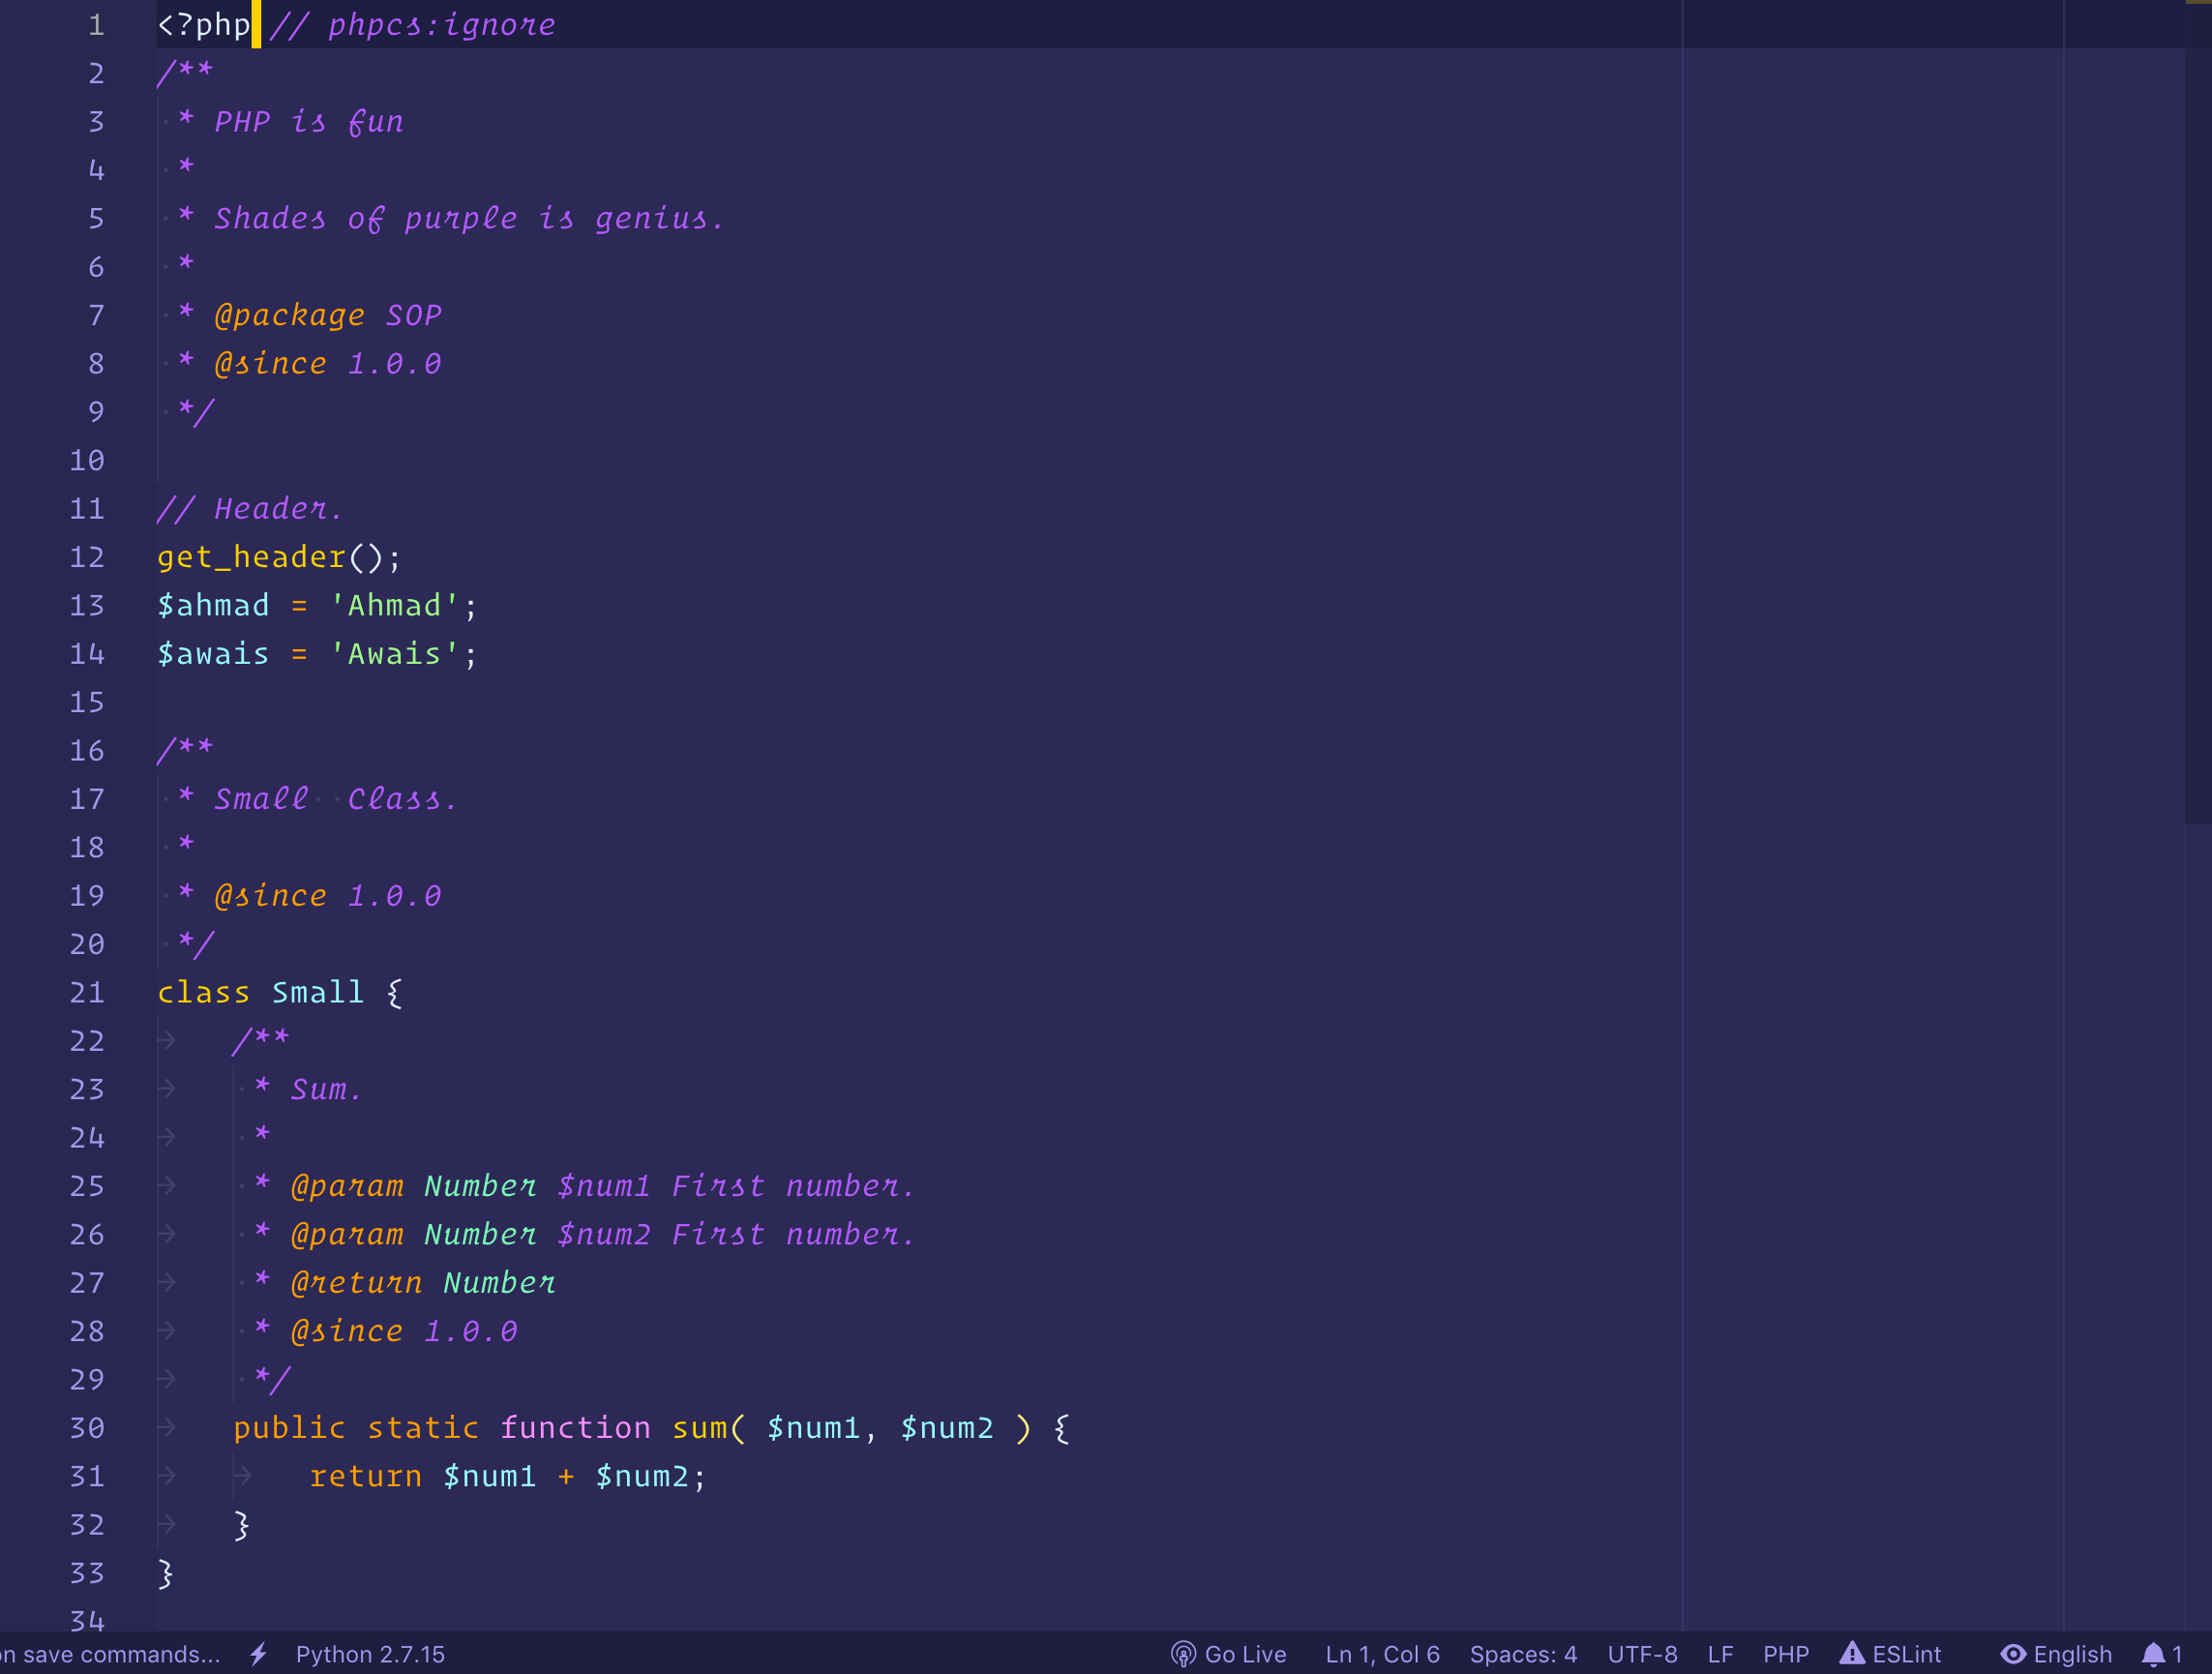 1 <?php // phpcs:ignore
2 /**
3 * PHP is fun
4 *
5 * Shades of purple is genius.
6 *
7 * @package SOP
8 * @since 1.0.0
9 */
10
11 // Header.
12 get_header();
13 $ahmad = 'Ahmad';
14 $awais = 'Awais';
15
16 /**
17 * Small  Class.
18 *
19 * @since 1.0.0
20 */
21 class Small {
22 /**
23 * Sum.
24 *
25 * @param Number $num1 First number.
26 * @param Number $num2 First number.
27 * @return Number
28 * @since 1.0.0
29 */
30 public static function sum( $num1, $num2 ) {
31 return $num1 + $num2;
32 }
33 }
34
on save commands... Python 2.7.15 Go Live Ln 1, Col 6 Spaces: 4 UTF-8 LF PHP ESLint English 1